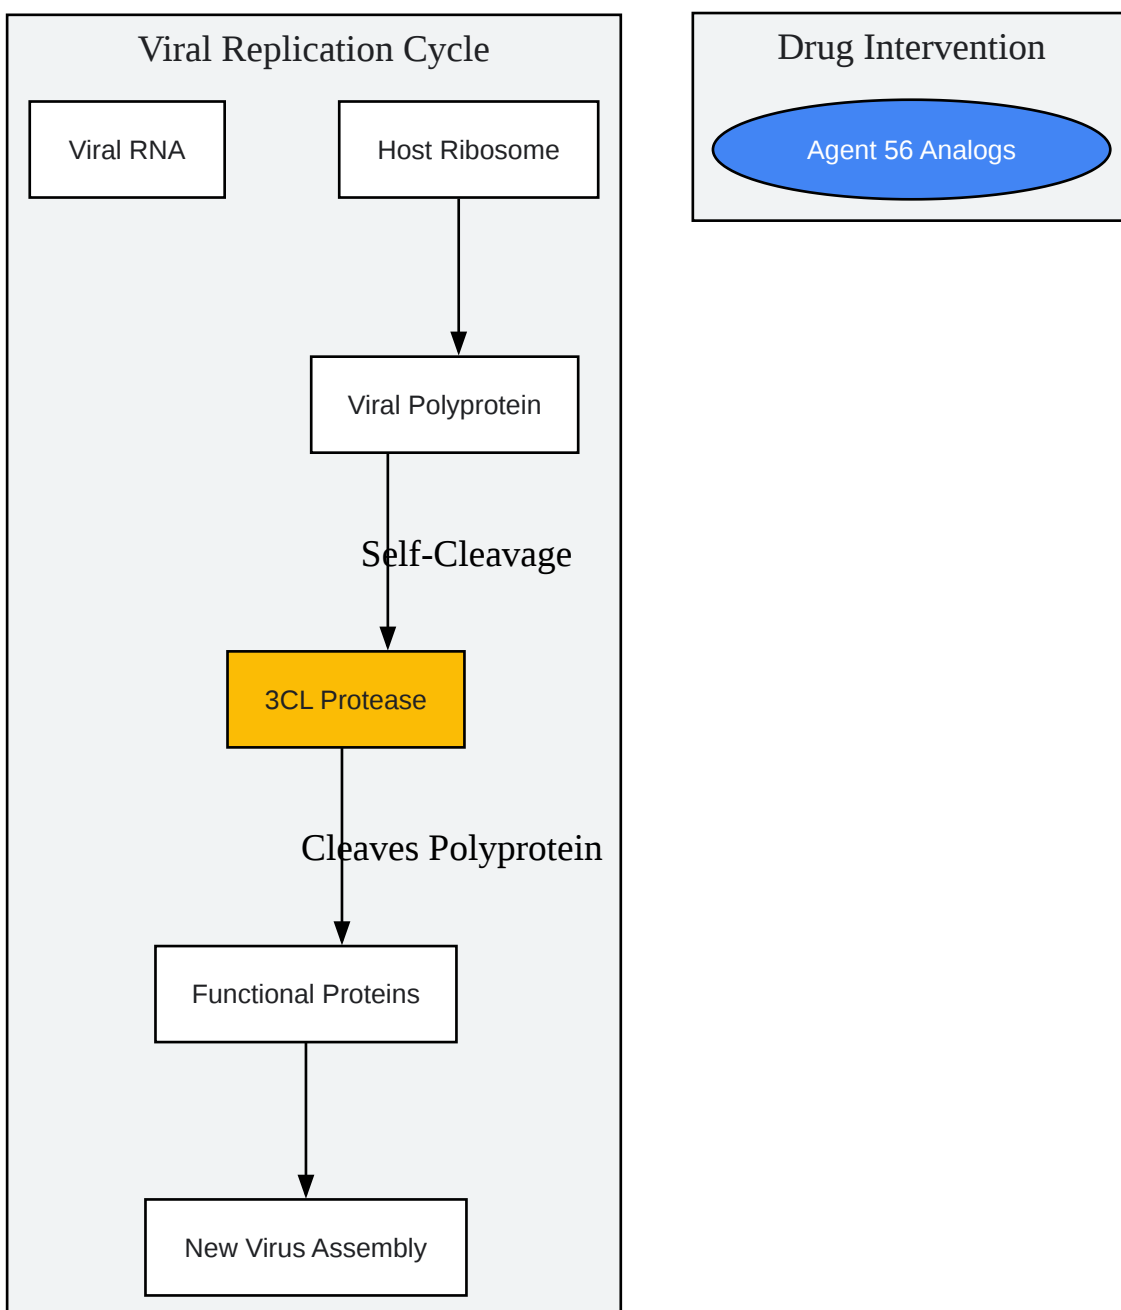 Viral Replication Cycle
Viral RNA
Host Ribosome
Viral Polyprotein
Self-Cleavage
3CL Protease
Cleaves Polyprotein
Functional Proteins
New Virus Assembly
Drug Intervention
Agent 56 Analogs